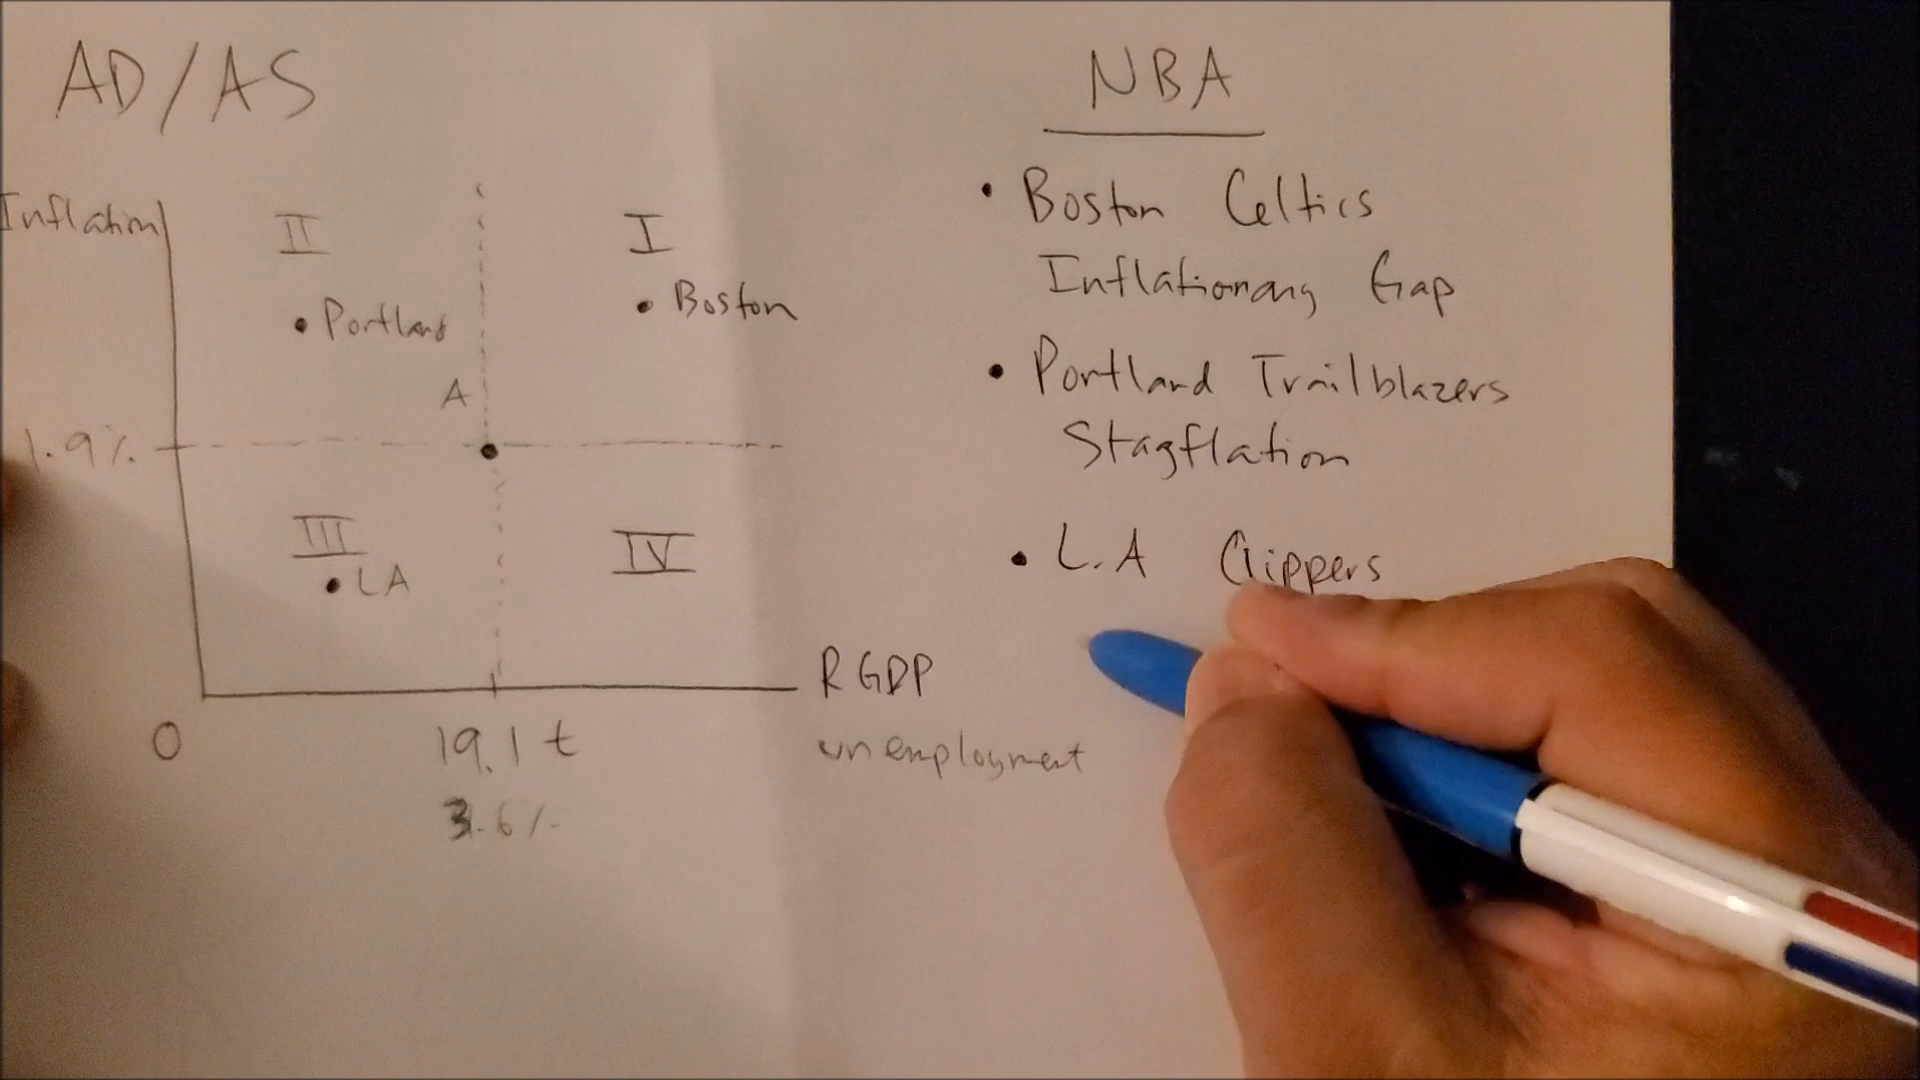 AD/AS
Inflation
II
I
• Portland
• Boston
A
1.9%
III
IV
• LA
RGDP
0
19.1 t
unemployment
3.6%
NBA
• Boston Celtics
Inflationary Gap
• Portland Trailblazers
Stagflation
• L.A Clippers